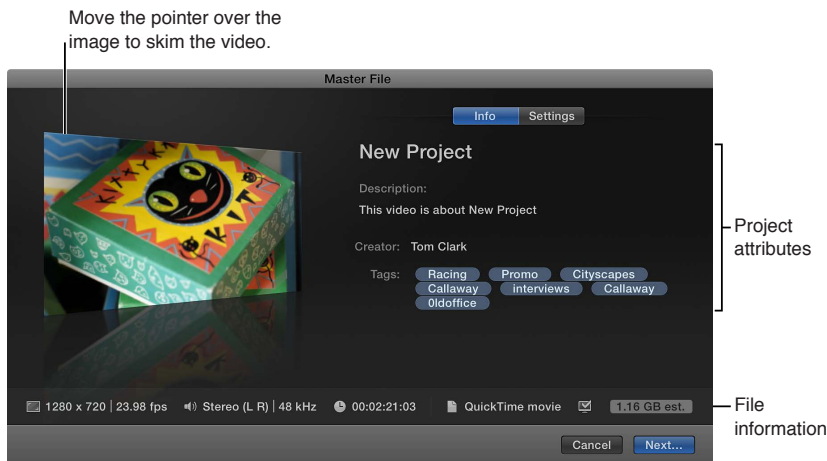 Move the pointer over the
image to skim the video.
Master File
Info Settings
New Project
Description:
This video is about New Project
Creator: Tom Clark
Tags: Racing Promo Cityscapes
Callaway interviews Callaway
0ldoffice
Project
attributes
KITTY KAT
KIT
1280 x 720 | 23.98 fps Stereo (L R) | 48 kHz 00:02:21:03 QuickTime movie 1.16 GB est.
File
information
Cancel Next...